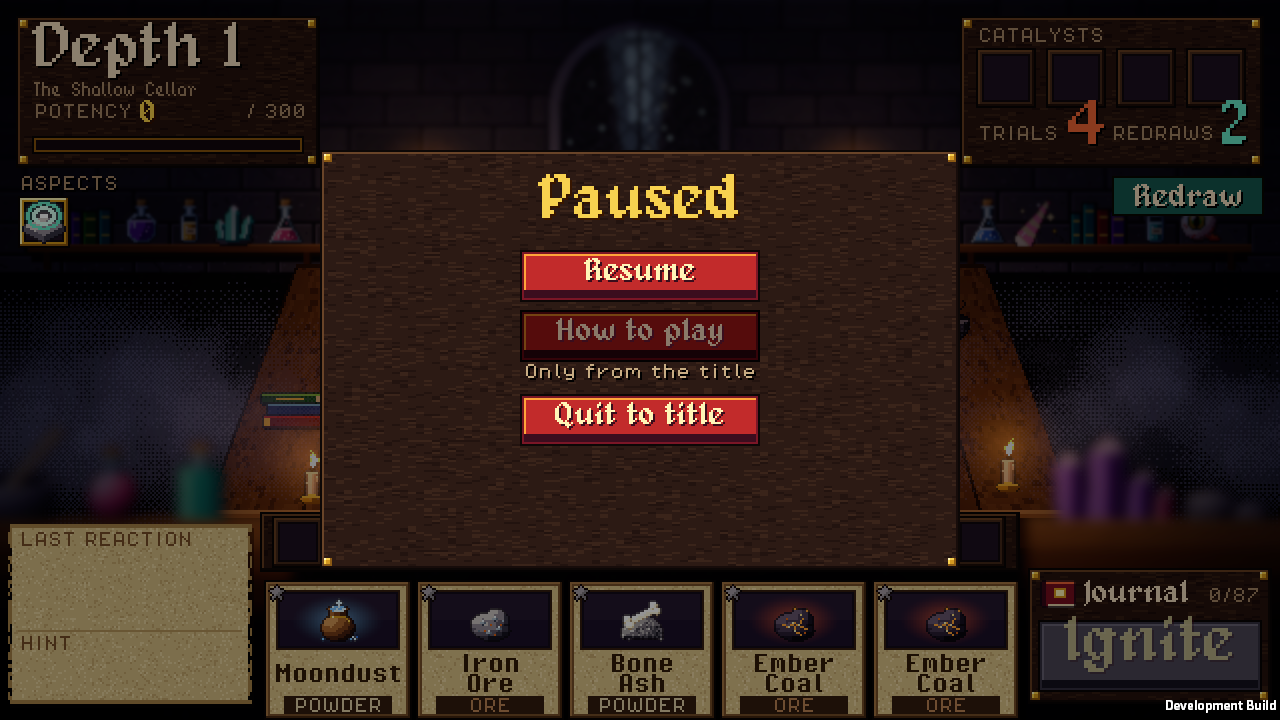 Depth 1
The Shallow Cellar
POTENCY 0 / 300
ASPECTS
CATALYSTS
TRIALS 4 REDRAWS 2
Redraw
Paused
Resume
How to play
Only from the title
Quit to title
LAST REACTION
HINT
Moondust
POWDER
Iron
Ore
ORE
Bone
Ash
POWDER
Ember
Coal
ORE
Ember
Coal
ORE
Journal 0/87
Ignite
Development Build